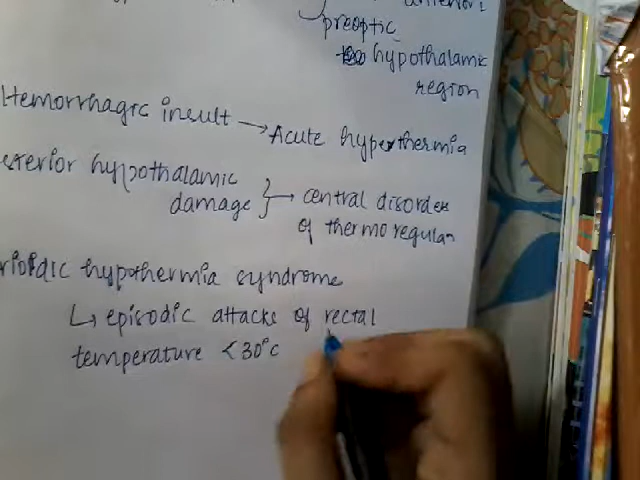 preoptic
hypothalamic
region
Hemorrhagic insult → Acute hyperthermia
hypothalamic
damage } → central disorder
of thermoregulan
hypothermia syndrome
↳ episodic attacks of rectal
temperature < 30°c